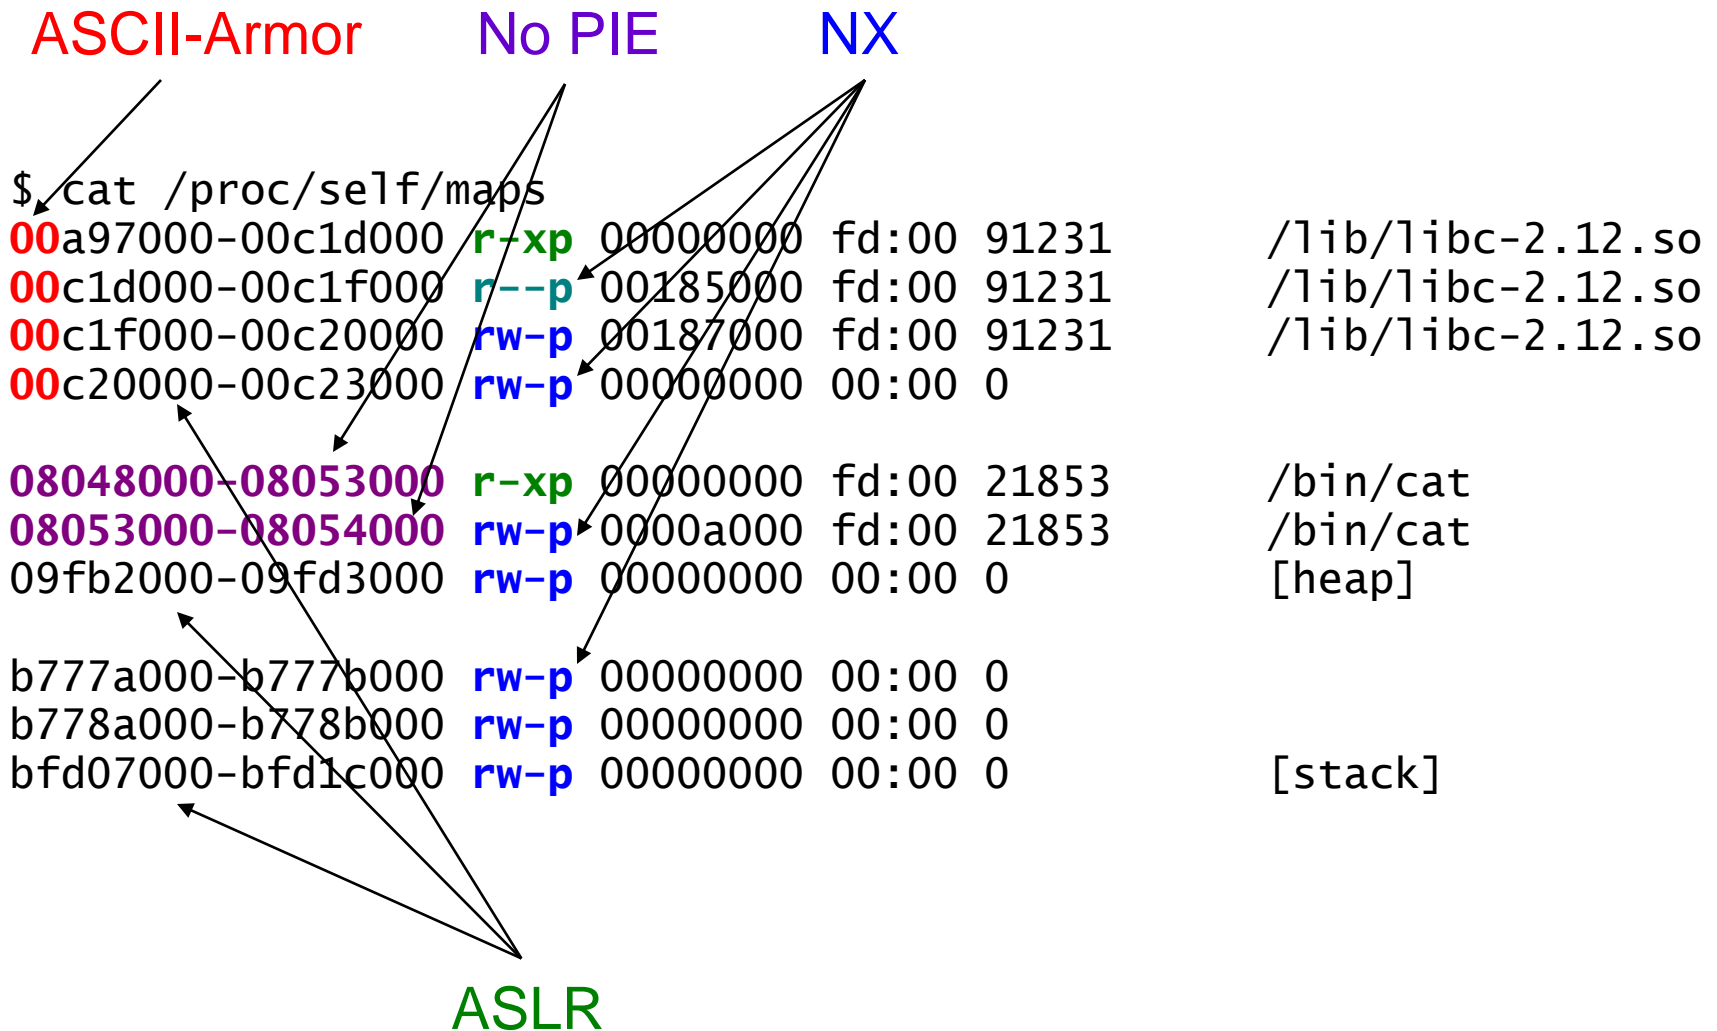 ASCII-Armor No PIE NX
$ cat /proc/self/maps
00a97000-00c1d000 r-xp 00000000 fd:00 91231 /lib/libc-2.12.so
00c1d000-00c1f000 r--p 00185000 fd:00 91231 /lib/libc-2.12.so
00c1f000-00c20000 rw-p 00187000 fd:00 91231 /lib/libc-2.12.so
00c20000-00c23000 rw-p 00000000 00:00 0
08048000-08053000 r-xp 00000000 fd:00 21853 /bin/cat
08053000-08054000 rw-p 0000a000 fd:00 21853 /bin/cat
09fb2000-09fd3000 rw-p 00000000 00:00 0 [heap]
b777a000-b777b000 rw-p 00000000 00:00 0
b778a000-b778b000 rw-p 00000000 00:00 0
bfd07000-bfd1c000 rw-p 00000000 00:00 0 [stack]
ASLR